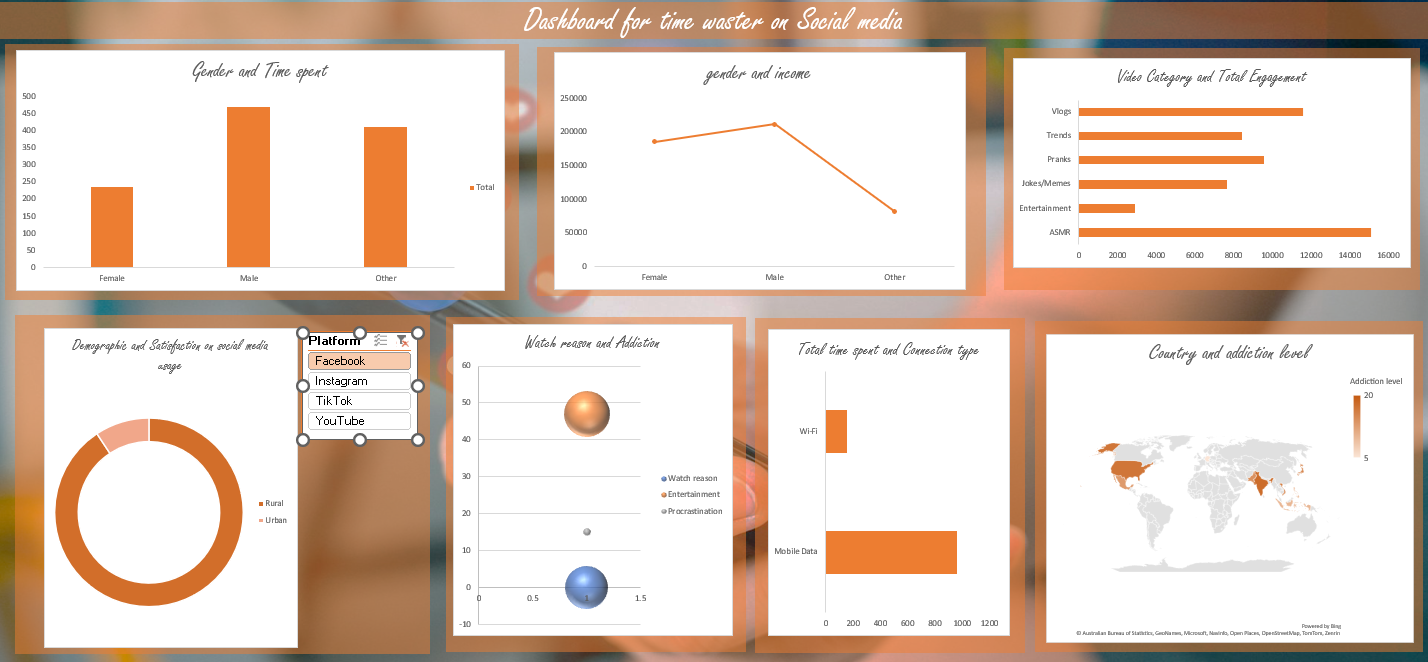 Dashboard for time waster on Social media
Gender and Time spent
500
450
400
350
300
250
200
150
100
50
0
Female Male Other
Total
gender and income
250000
200000
150000
100000
50000
0
Female Male Other
Video Category and Total Engagement
Vlogs
Trends
Pranks
Jokes/Memes
Entertainment
ASMR
0 2000 4000 6000 8000 10000 12000 14000 16000
Demographic and Satisfaction on social media
usage
Rural
Urban
Platform
Facebook
Instagram
TikTok
YouTube
Watch reason and Addiction
60
50
40
30
20
10
0
-10
0 0.5 1 1.5
Watch reason
Entertainment
Procrastination
Total time spent and Connection type
Wi-Fi
Mobile Data
0 200 400 600 800 1000 1200
Country and addiction level
Addiction level
20
5
Powered by Bing
© Australian Bureau of Statistics, GeoNames, Microsoft, Navinfo, Open Places, OpenStreetMap, TomTom, Zenrin